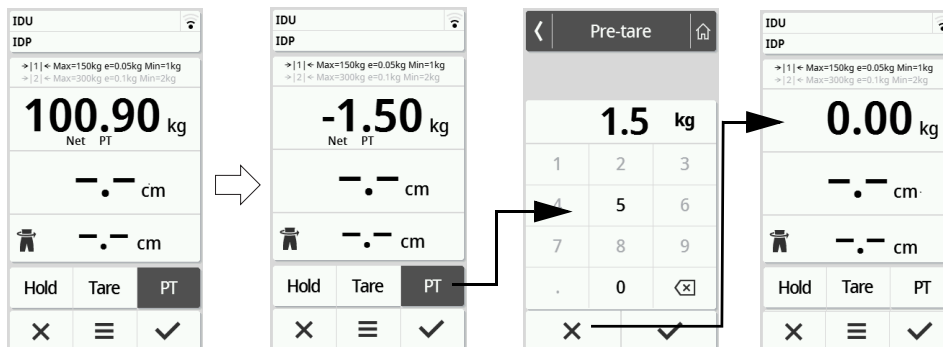 IDU
IDP
→|1|← Max=150kg e=0.05kg Min=1kg
→|2|← Max=300kg e=0.1kg Min=2kg
100.90 kg
Net PT
-.- cm
-.- cm
Hold Tare PT
IDU
IDP
→|1|← Max=150kg e=0.05kg Min=1kg
→|2|← Max=300kg e=0.1kg Min=2kg
-1.50 kg
Net PT
-.- cm
-.- cm
Hold Tare PT
Pre-tare
1.5 kg
1 2 3
4 5 6
7 8 9
. 0
IDU
IDP
→|1|← Max=150kg e=0.05kg Min=1kg
→|2|← Max=300kg e=0.1kg Min=2kg
0.00 kg
-.- cm
-.- cm
Hold Tare PT